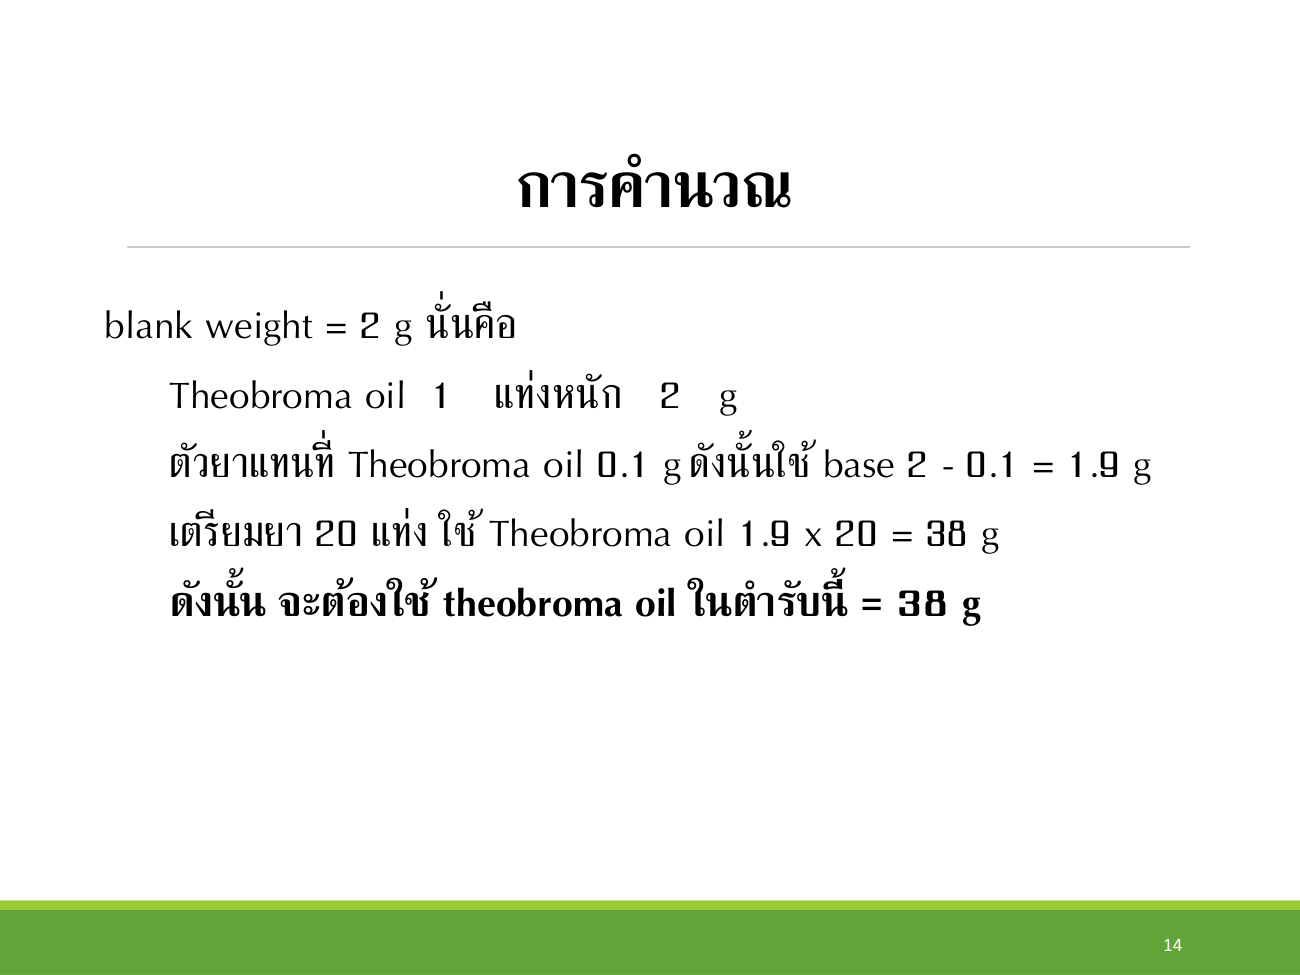 การคำนวณ
blank weight = 2 g นั่นคือ
Theobroma oil 1 แท่งหนัก 2 g
ตัวยาแทนที่ Theobroma oil 0.1 g ดังนั้นใช้ base 2 - 0.1 = 1.9 g
เตรียมยา 20 แท่ง ใช้ Theobroma oil 1.9 x 20 = 38 g
ดังนั้น จะต้องใช้ theobroma oil ในตำรับนี้ = 38 g
14